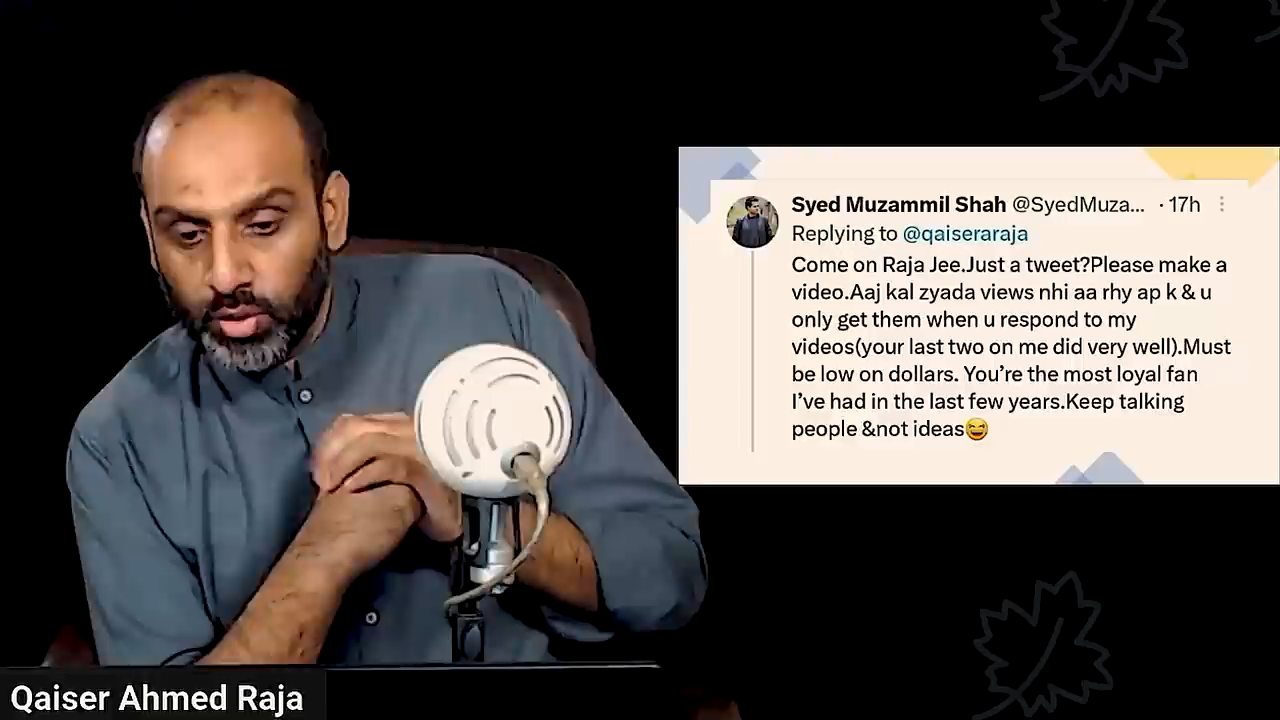 Syed Muzammil Shah @SyedMuza... · 17h
Replying to @qaiseraraja
Come on Raja Jee.Just a tweet?Please make a
video.Aaj kal zyada views nhi aa rhy ap k & u
only get them when u respond to my
videos(your last two on me did very well).Must
be low on dollars. You’re the most loyal fan
I’ve had in the last few years.Keep talking
people &not ideas😆
Qaiser Ahmed Raja